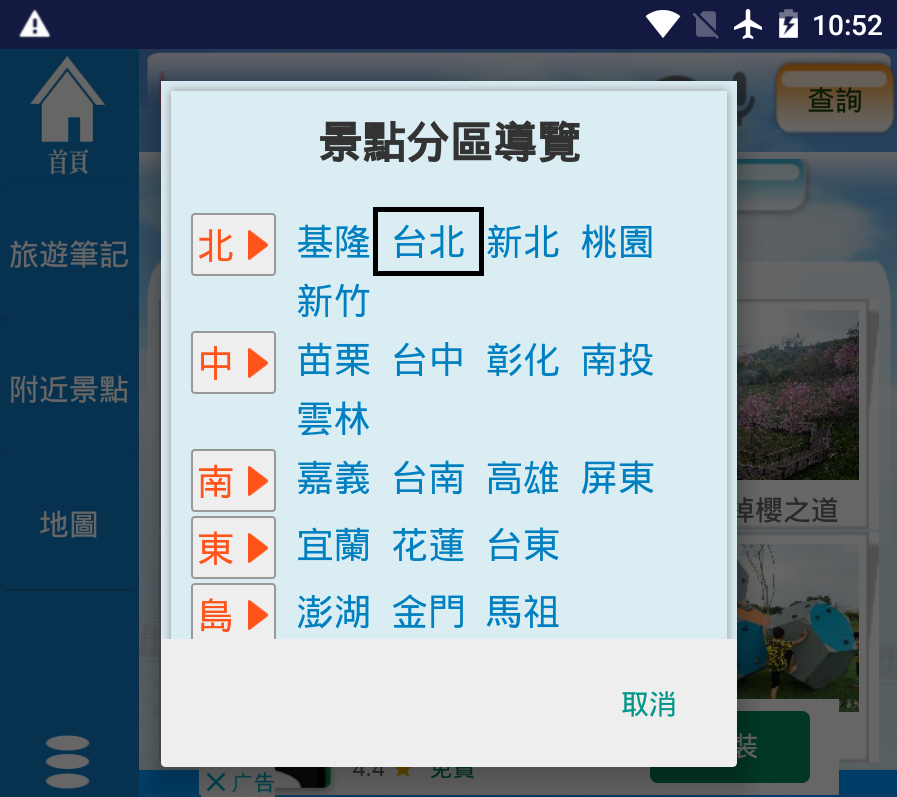 10:52
首頁
查詢
景點分區導覽
北 基隆 台北 新北 桃園
新竹
旅遊筆記
中 苗栗 台中 彰化 南投
雲林
附近景點
南 嘉義 台南 高雄 屏東
地圖
櫻之道
東 宜蘭 花蓮 台東
島 澎湖 金門 馬祖
取消
裝
4.4 免費
广告